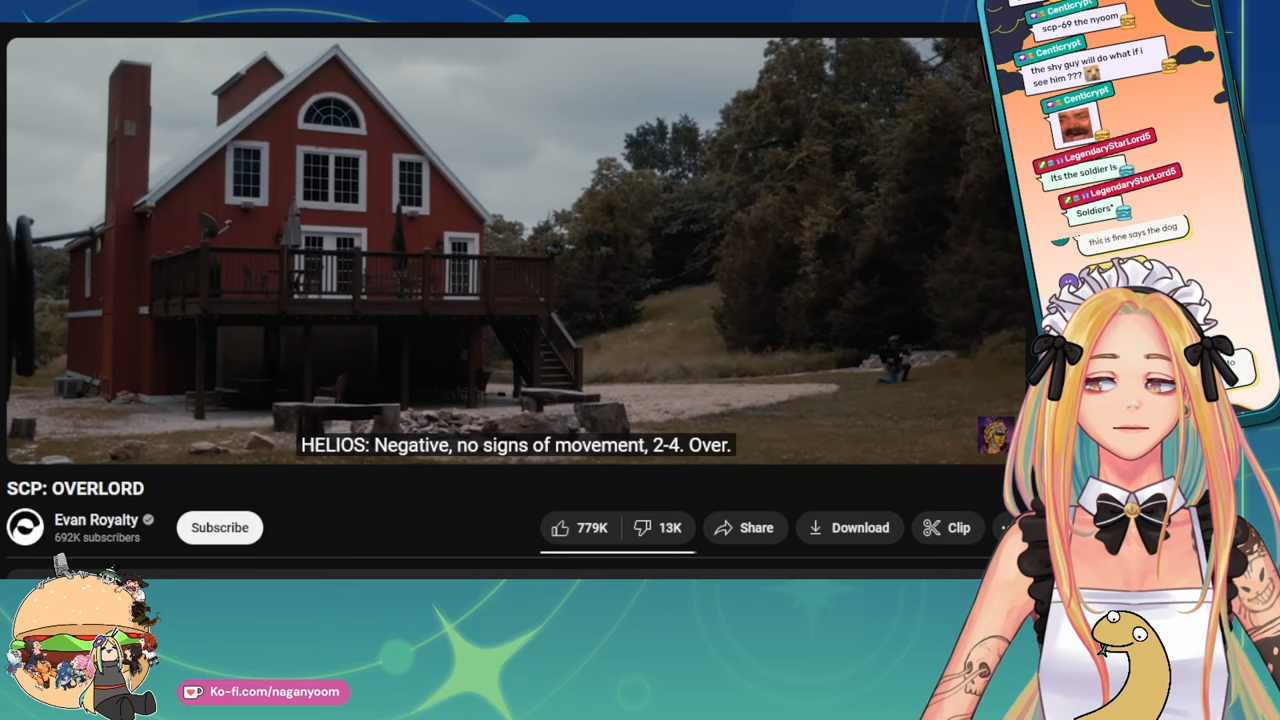 Centicrypt
scp-69 the nyoom
Centicrypt
the shy guy will do what if i
see him ???
Centicrypt
LegendaryStarLord5
Its the soldier is
LegendaryStarLord5
Soldiers*
this is fine says the dog
HELIOS: Negative, no signs of movement, 2-4. Over.
SCP: OVERLORD
Evan Royalty
692K subscribers
Subscribe
779K
13K
Share
Download
Clip
Ko-fi.com/naganyoom